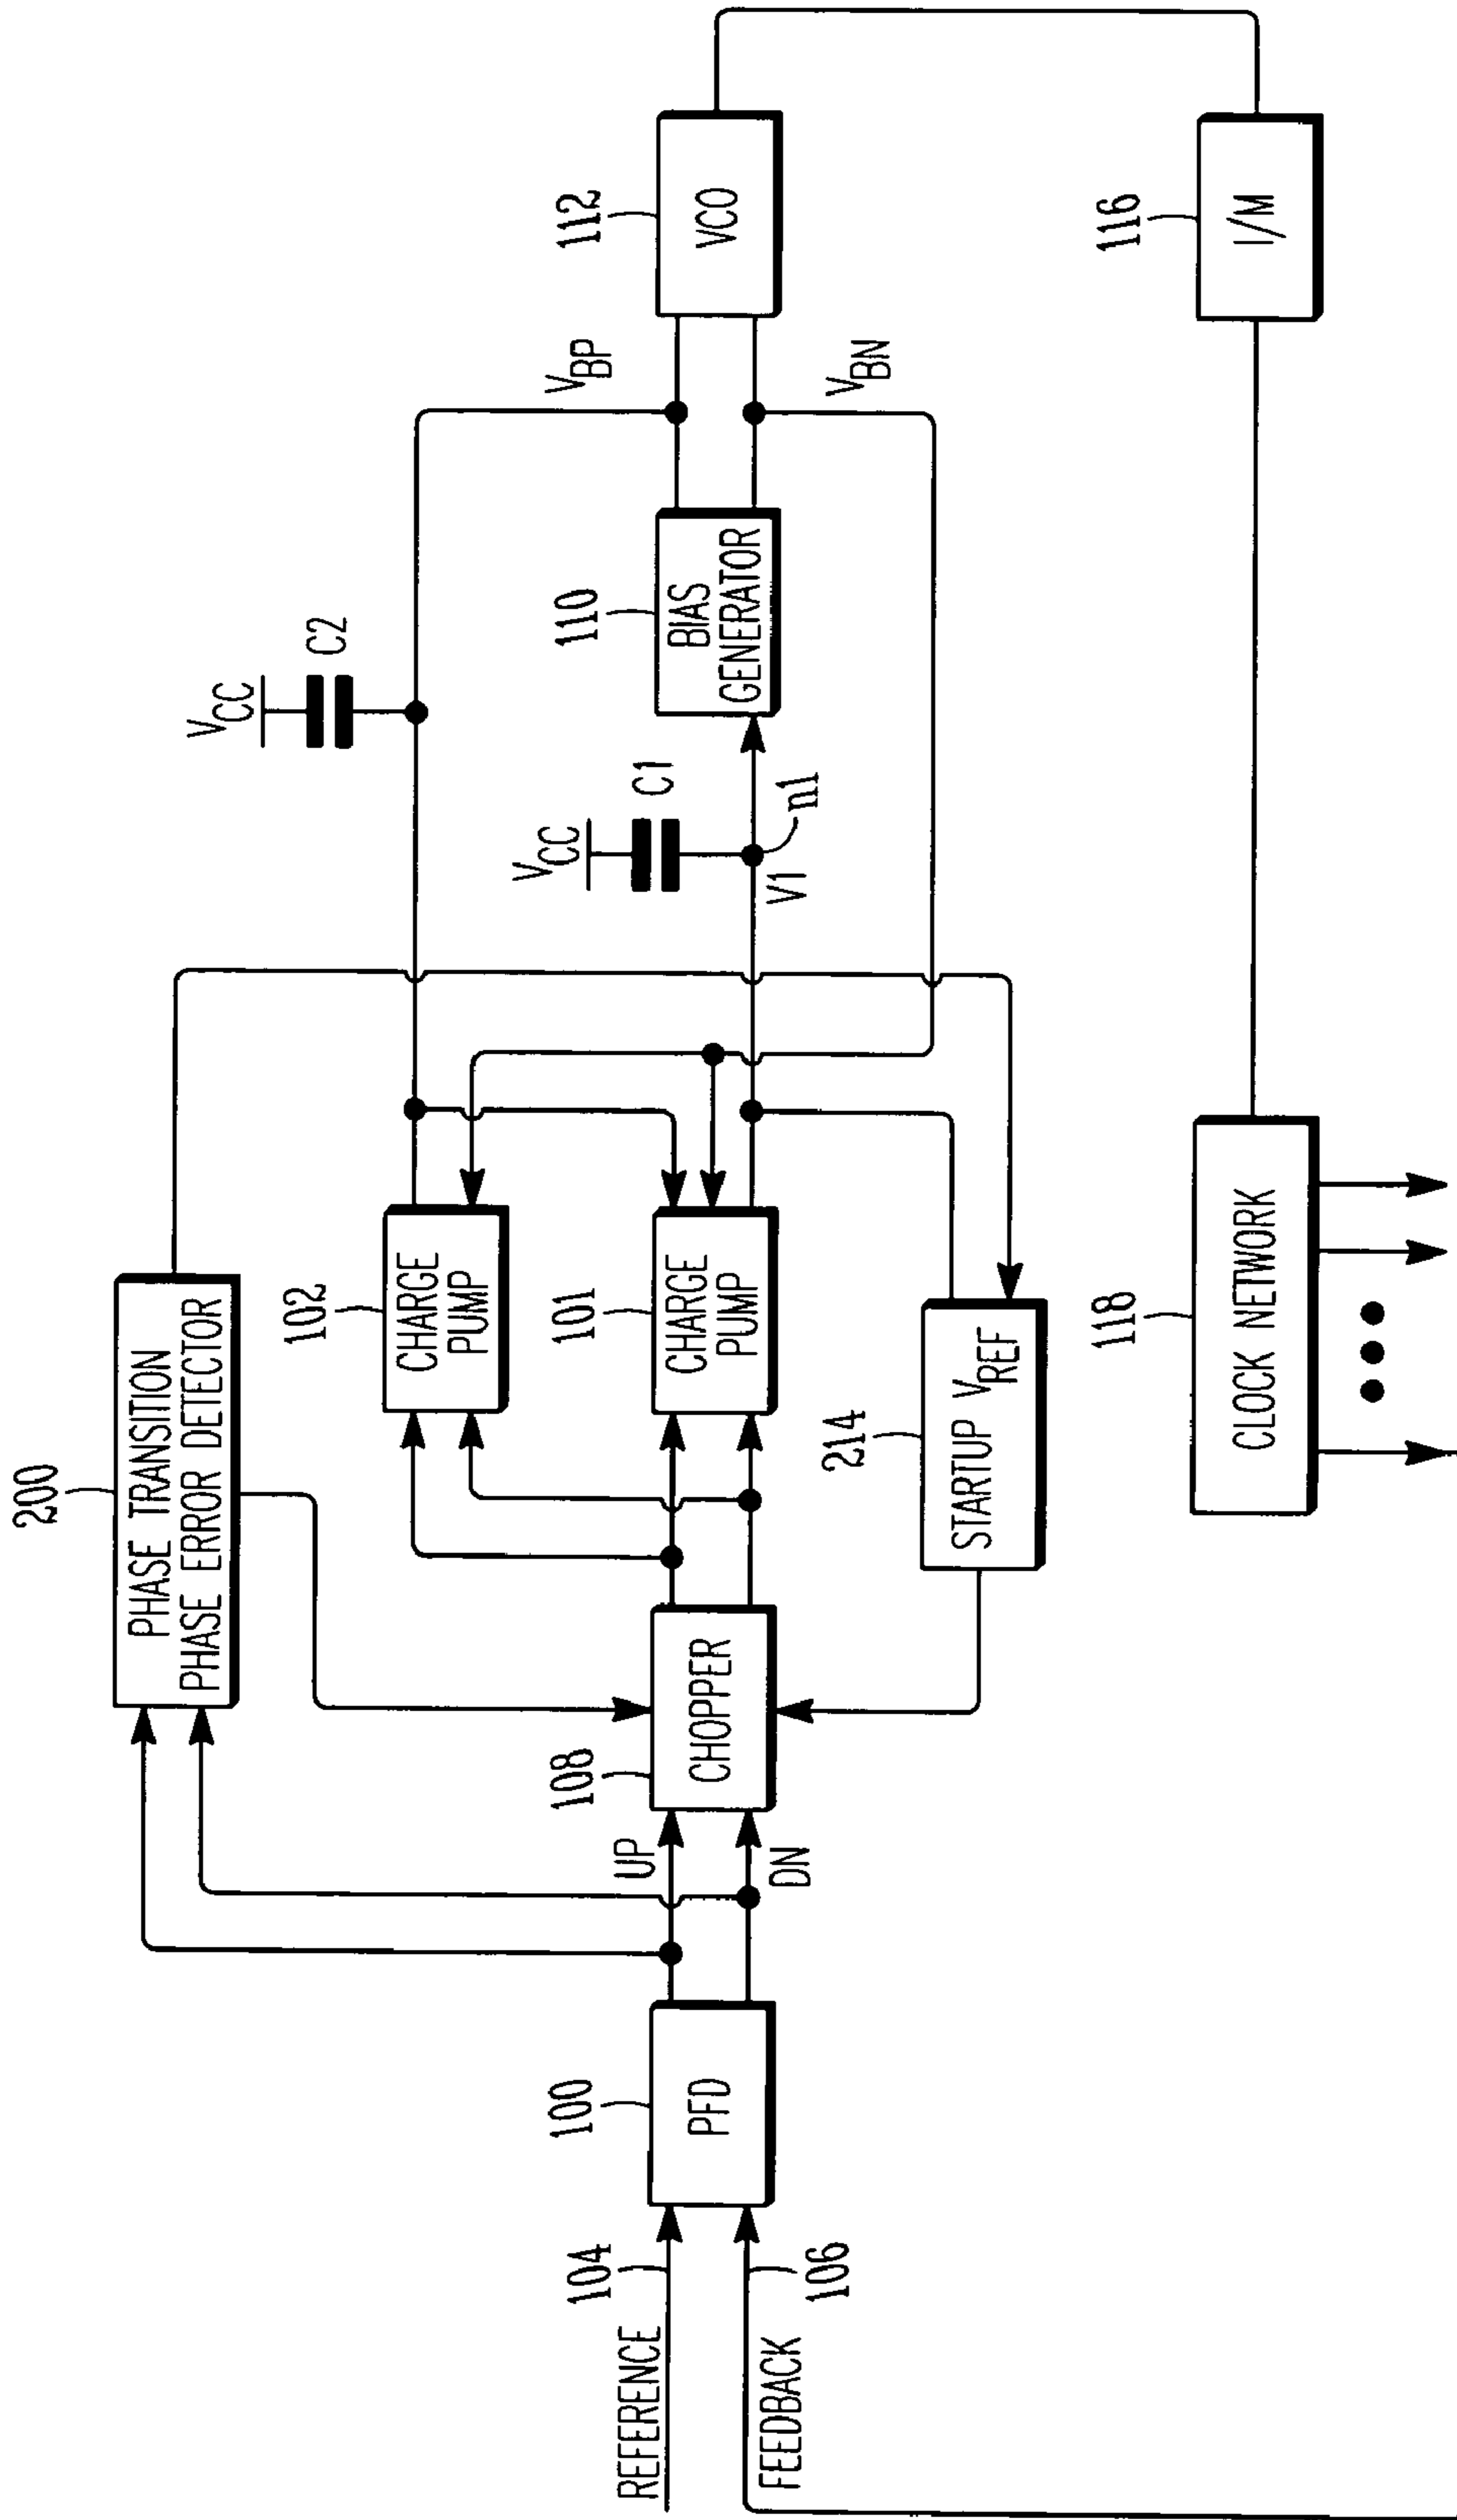 200
PHASE TRANSITION
PHASE ERROR DETECTOR
VCC
C2
102
CHARGE
PUMP
REFERENCE
104
100
PFD
UP
DN
108
CHOPPER
101
CHARGE
PUMP
VCC
C1
V1
n1
110
BIAS
GENERATOR
VBP
VBN
112
VCO
FEEDBACK
106
214
STARTUP VREF
118
CLOCK NETWORK
116
I/M